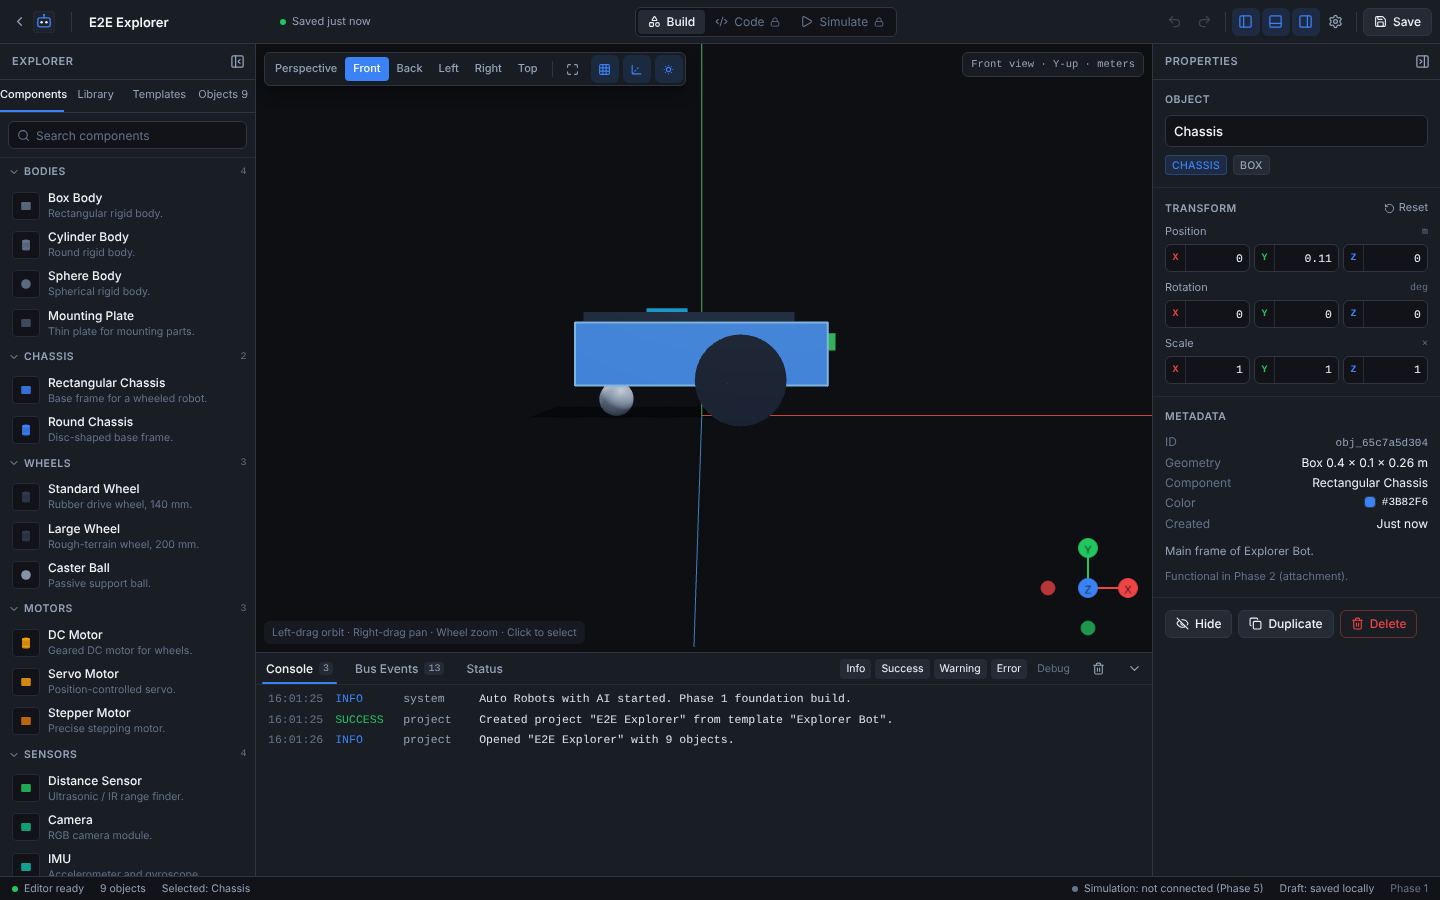 E2E Explorer
Saved just now
Build
Code
Simulate
Save
EXPLORER
Components
Library
Templates
Objects 9
Search components
BODIES 4
Box Body
Rectangular rigid body.
Cylinder Body
Round rigid body.
Sphere Body
Spherical rigid body.
Mounting Plate
Thin plate for mounting parts.
CHASSIS 2
Rectangular Chassis
Base frame for a wheeled robot.
Round Chassis
Disc-shaped base frame.
WHEELS 3
Standard Wheel
Rubber drive wheel, 140 mm.
Large Wheel
Rough-terrain wheel, 200 mm.
Caster Ball
Passive support ball.
MOTORS 3
DC Motor
Geared DC motor for wheels.
Servo Motor
Position-controlled servo.
Stepper Motor
Precise stepping motor.
SENSORS 4
Distance Sensor
Ultrasonic / IR range finder.
Camera
RGB camera module.
IMU
Accelerometer and gyroscope.
Perspective Front Back Left Right Top
Front view · Y-up · meters
Y
Z X
Left-drag orbit · Right-drag pan · Wheel zoom · Click to select
Console 3 Bus Events 13 Status
Info Success Warning Error Debug
16:01:25 INFO system Auto Robots with AI started. Phase 1 foundation build.
16:01:25 SUCCESS project Created project "E2E Explorer" from template "Explorer Bot".
16:01:26 INFO project Opened "E2E Explorer" with 9 objects.
PROPERTIES
OBJECT
Chassis
CHASSIS BOX
TRANSFORM Reset
Position m
X 0 Y 0.11 Z 0
Rotation deg
X 0 Y 0 Z 0
Scale ×
X 1 Y 1 Z 1
METADATA
ID obj_65c7a5d304
Geometry Box 0.4 × 0.1 × 0.26 m
Component Rectangular Chassis
Color #3B82F6
Created Just now
Main frame of Explorer Bot.
Functional in Phase 2 (attachment).
Hide Duplicate Delete
Editor ready 9 objects Selected: Chassis
Simulation: not connected (Phase 5) Draft: saved locally Phase 1